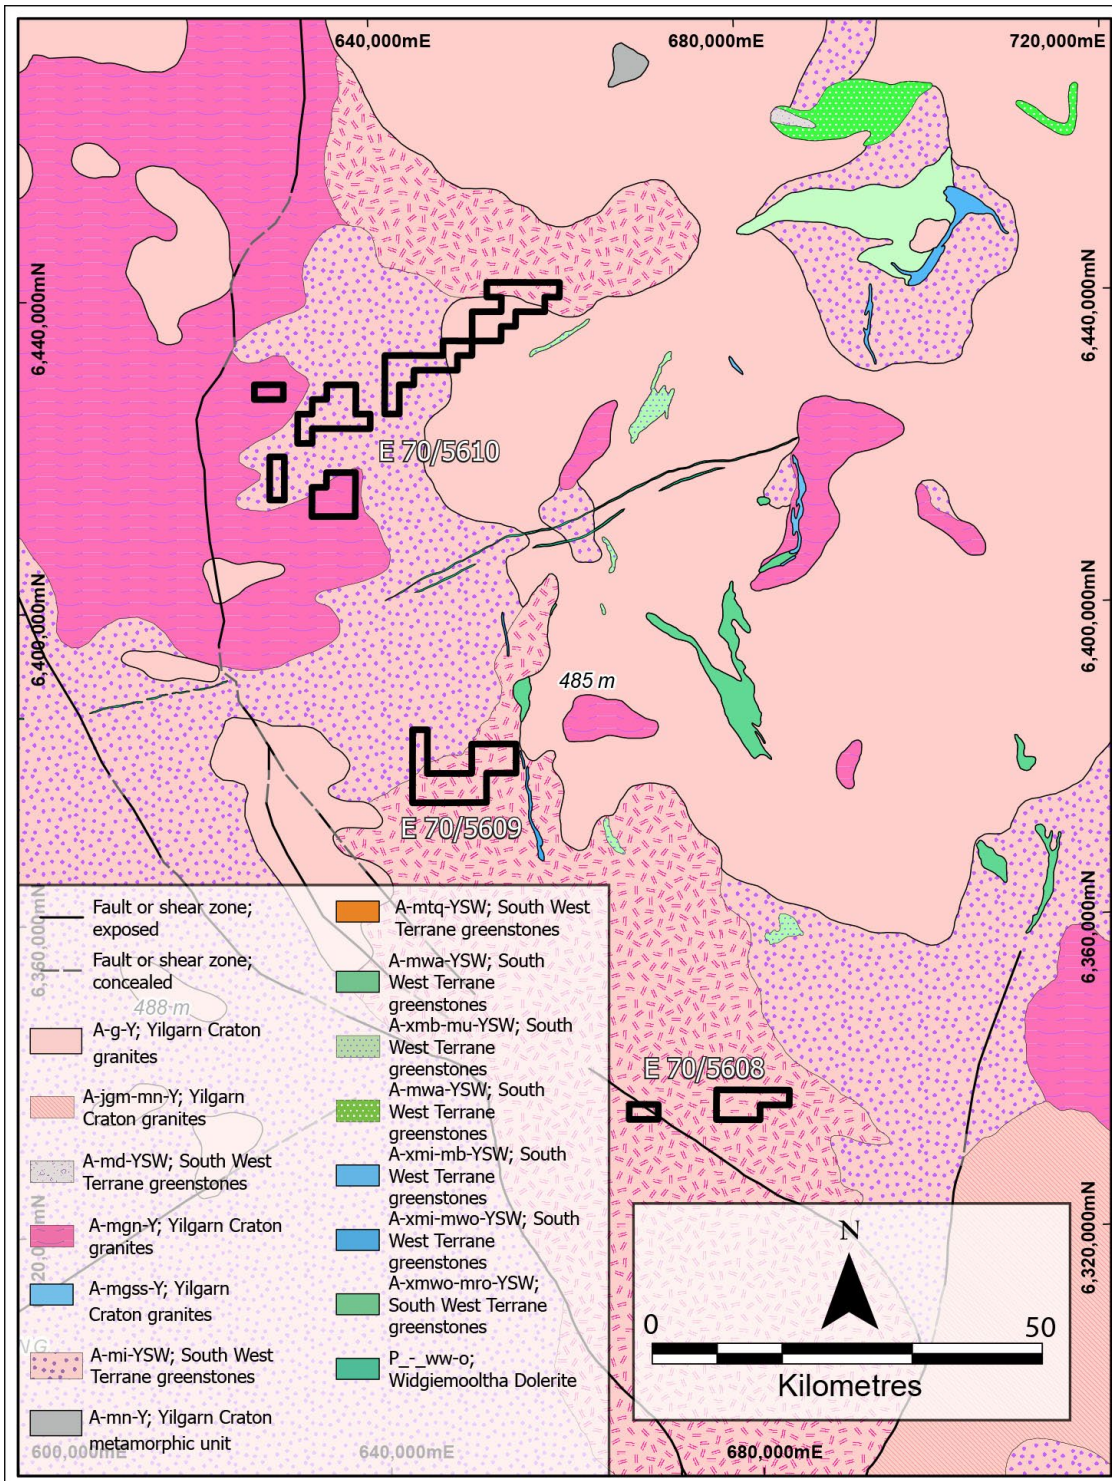 640,000mE
680,000mE
720,000mE
6,440,000mN
6,440,000mN
E 70/5610
6,400,000mN
6,400,000mN
485 m
E 70/5609
6,360,000mN
6,360,000mN
488 m
E 70/5608
6,320,000mN
Fault or shear zone;
exposed
Fault or shear zone;
concealed
A-g-Y; Yilgarn Craton
granites
A-jgm-mn-Y; Yilgarn
Craton granites
A-md-YSW; South West
Terrane greenstones
A-mgn-Y; Yilgarn Craton
granites
A-mgss-Y; Yilgarn
Craton granites
A-mi-YSW; South West
Terrane greenstones
A-mn-Y; Yilgarn Craton
metamorphic unit
A-mtq-YSW; South West
Terrane greenstones
A-mwa-YSW; South
West Terrane
greenstones
A-xmb-mu-YSW; South
West Terrane
greenstones
A-mwa-YSW; South
West Terrane
greenstones
A-xmi-mb-YSW; South
West Terrane
greenstones
A-xmi-mwo-YSW; South
West Terrane
greenstones
A-xmwo-mro-YSW;
South West Terrane
greenstones
P_-_ww-o;
Widgiemooltha Dolerite
N
0
50
Kilometres
600,000mE
640,000mE
680,000mE